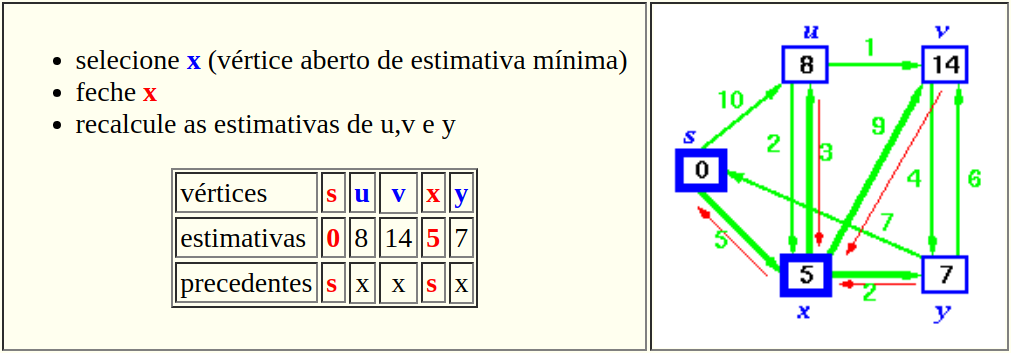 selecione x (vértice aberto de estimativa mínima)
feche x
recalcule as estimativas de u,v e y
vértices s u v x y
estimativas 0 8 14 5 7
precedentes s x x s x
u v
8 1 14
10 2 3 9 4 6
s
0
7
5
5 2 7
x y